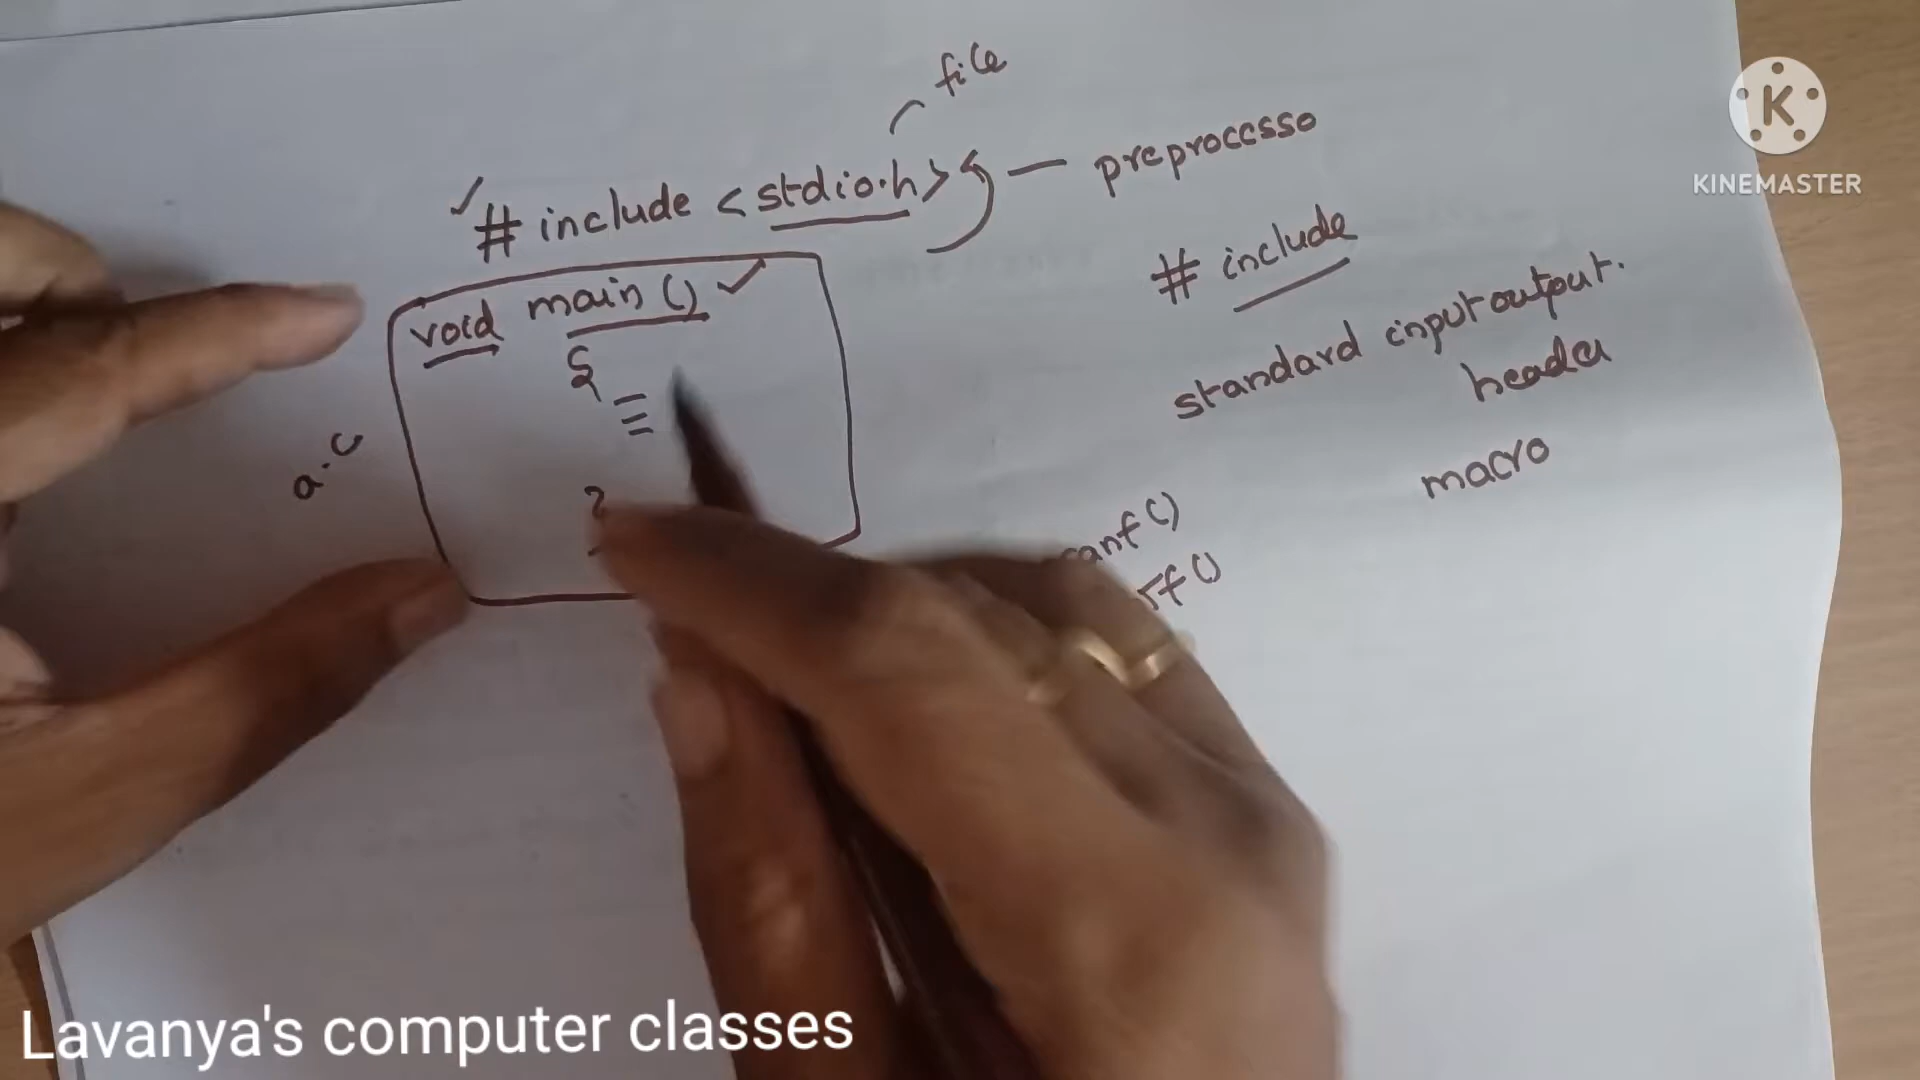 file
# include <stdio.h> — preprocesso
# include
void main ()
{
standard input output.
header
a.c
macro
KINEMASTER
Lavanya's computer classes